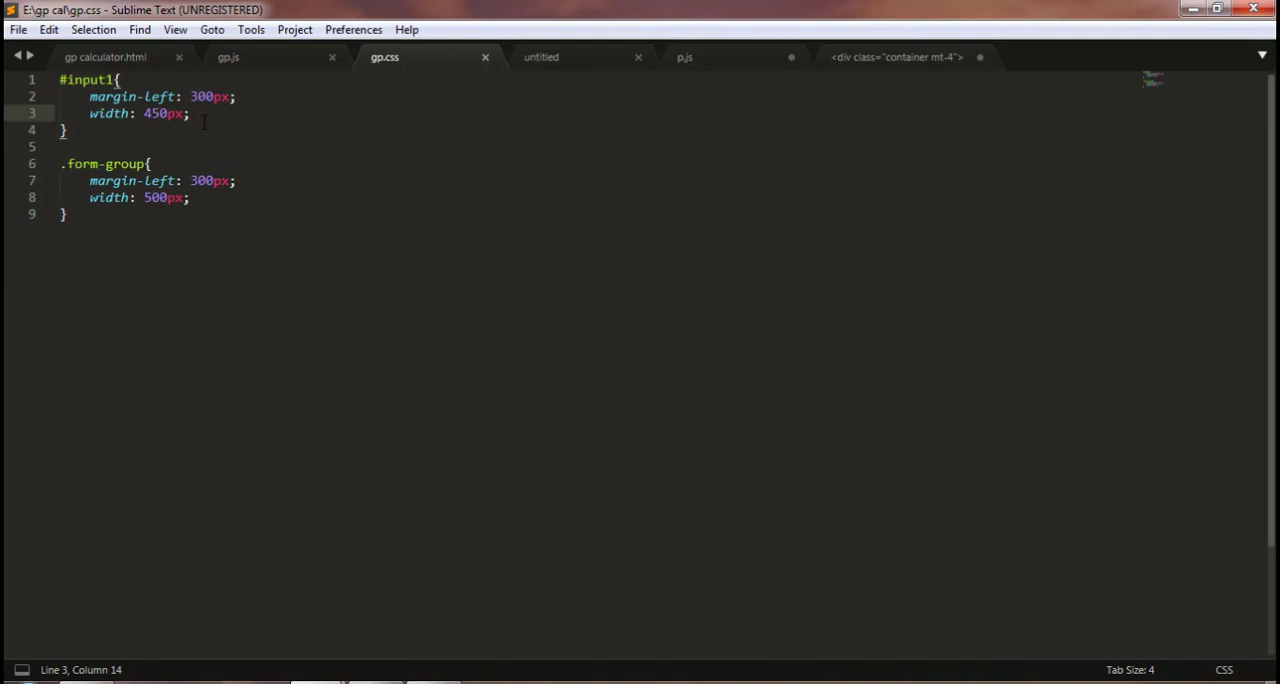 E:\gp cal\gp.css - Sublime Text (UNREGISTERED)
File Edit Selection Find View Goto Tools Project Preferences Help
gp calculator.html gp.js gp.css untitled p.js <div class="container mt-4">
1 #input1{
2 margin-left: 300px;
3 width: 450px;
4 }
5
6 .form-group{
7 margin-left: 300px;
8 width: 500px;
9 }
Line 3, Column 14 Tab Size: 4 CSS